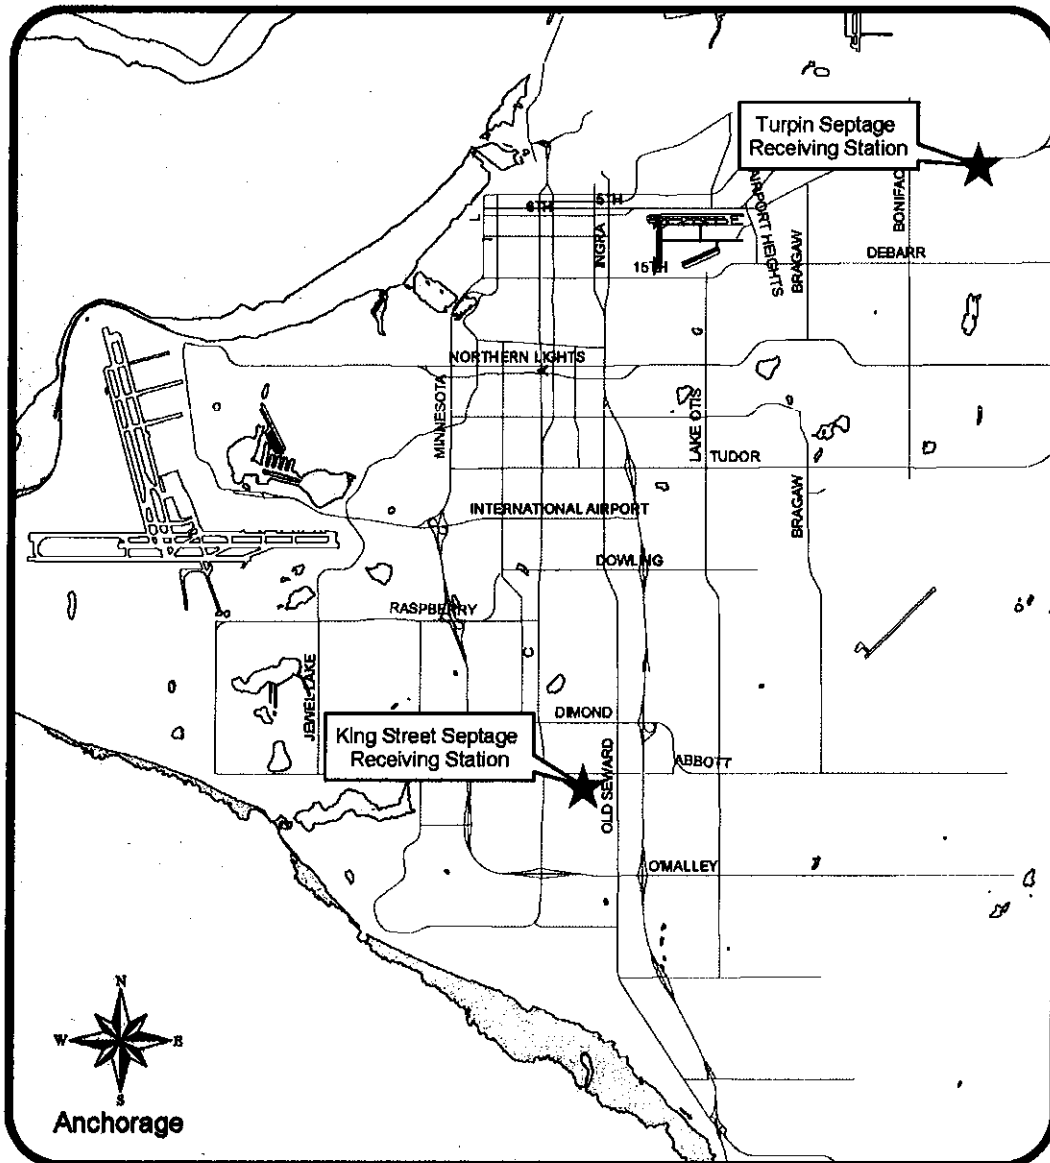 Turpin Septage
Receiving Station
5TH
6TH
L
I
INGRA
15TH
AIRPORT HEIGHTS
BRAGAW
BONIFAC
DEBARR
NORTHERN LIGHTS
A
MINNESOTA
LAKE OTIS
TUDOR
INTERNATIONAL AIRPORT
BRAGAW
DOWLING
RASPBERRY
C
JEWEL LAKE
DIMOND
King Street Septage
Receiving Station
ABBOTT
OLD SEWARD
O'MALLEY
N
W
E
S
Anchorage